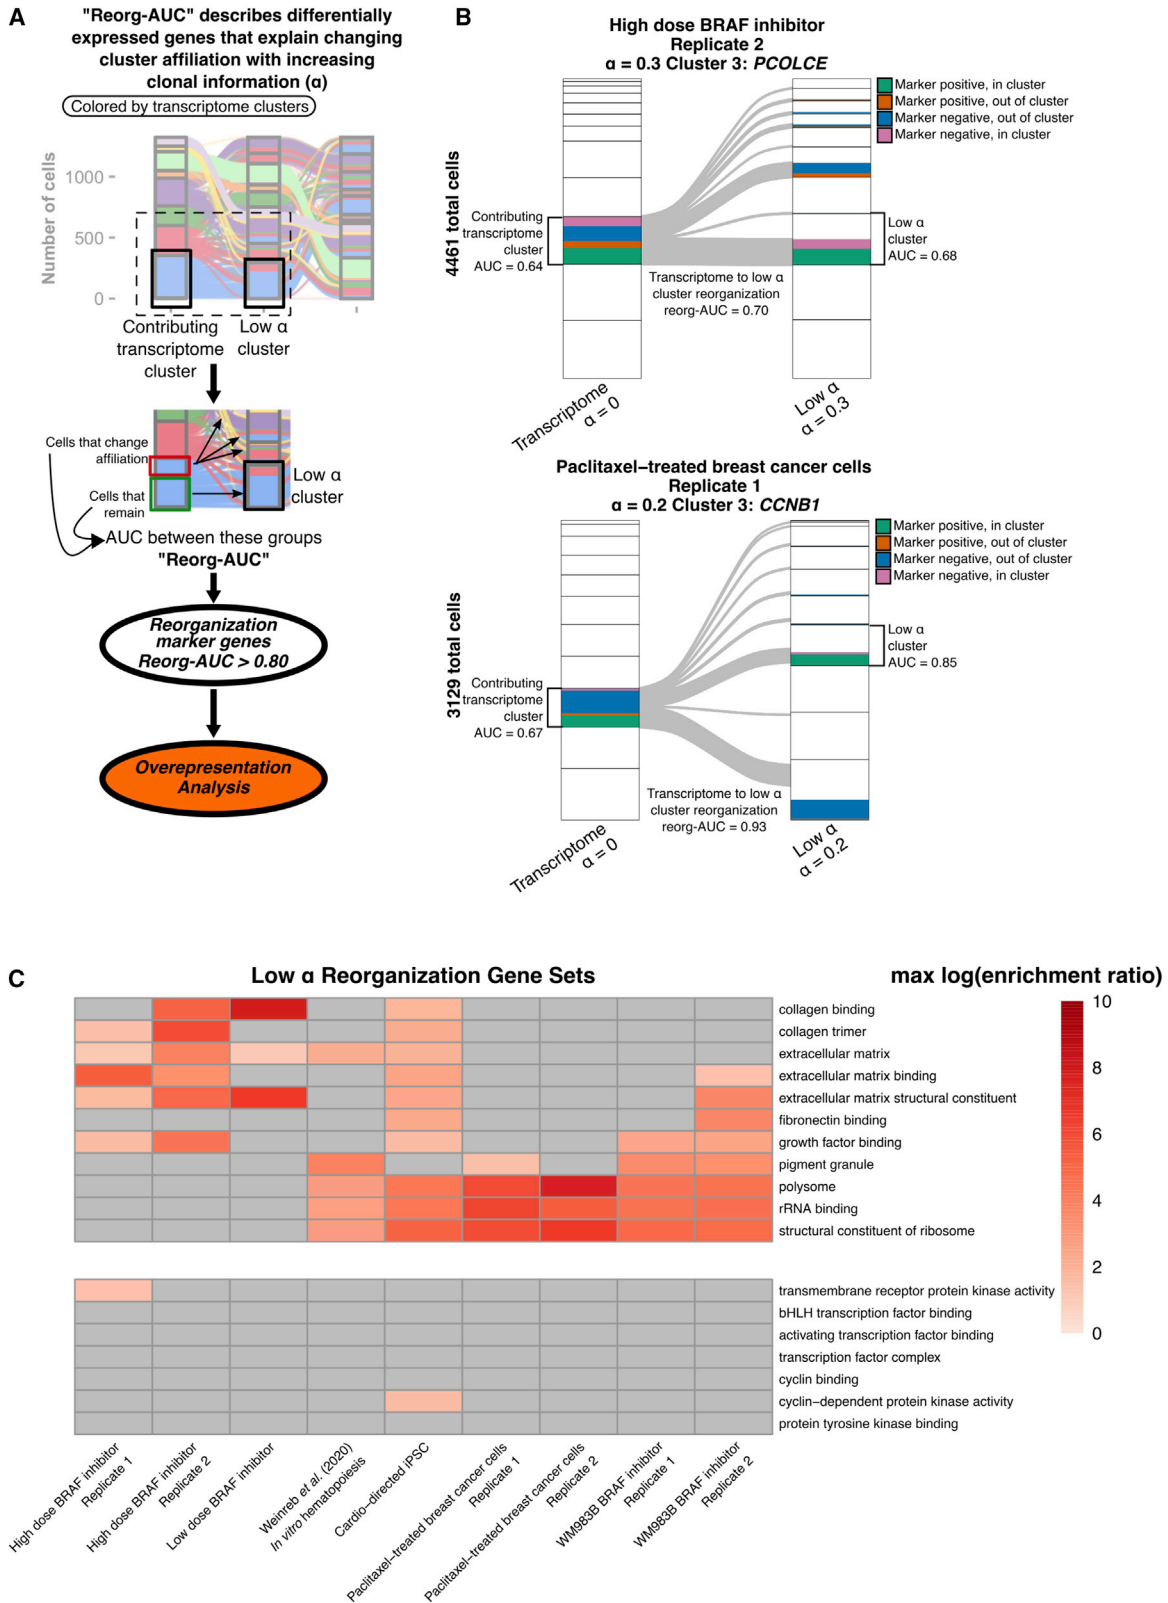 A
"Reorg-AUC" describes differentially
expressed genes that explain changing
cluster affiliation with increasing
clonal information (α)
Colored by transcriptome clusters
Number of cells
1000
500
0
Contributing
transcriptome
cluster
Low α
cluster
Cells that change
affiliation
Cells that
remain
Low α
cluster
AUC between these groups
"Reorg-AUC"
Reorganization
marker genes
Reorg-AUC > 0.80
Overepresentation
Analysis
B
High dose BRAF inhibitor
Replicate 2
α = 0.3 Cluster 3: PCOLCE
4461 total cells
Contributing
transcriptome
cluster
AUC = 0.64
Transcriptome to low α
cluster reorganization
reorg-AUC = 0.70
Low α
cluster
AUC = 0.68
Marker positive, in cluster
Marker positive, out of cluster
Marker negative, out of cluster
Marker negative, in cluster
Transcriptome
α = 0
Low α
α = 0.3
Paclitaxel−treated breast cancer cells
Replicate 1
α = 0.2 Cluster 3: CCNB1
3129 total cells
Contributing
transcriptome
cluster
AUC = 0.67
Transcriptome to low α
cluster reorganization
reorg-AUC = 0.93
Low α
cluster
AUC = 0.85
Marker positive, in cluster
Marker positive, out of cluster
Marker negative, out of cluster
Marker negative, in cluster
Transcriptome
α = 0
Low α
α = 0.2
C
Low α Reorganization Gene Sets
max log(enrichment ratio)
collagen binding
collagen trimer
extracellular matrix
extracellular matrix binding
extracellular matrix structural constituent
fibronectin binding
growth factor binding
pigment granule
polysome
rRNA binding
structural constituent of ribosome
transmembrane receptor protein kinase activity
bHLH transcription factor binding
activating transcription factor binding
transcription factor complex
cyclin binding
cyclin−dependent protein kinase activity
protein tyrosine kinase binding
10
8
6
4
2
0
High dose BRAF inhibitor
Replicate 1
High dose BRAF inhibitor
Replicate 2
Low dose BRAF inhibitor
Weinreb et al. (2020)
In vitro hematopoiesis
Cardio−directed iPSC
Paclitaxel−treated breast cancer cells
Replicate 1
Paclitaxel−treated breast cancer cells
Replicate 2
WM983B BRAF inhibitor
Replicate 1
WM983B BRAF inhibitor
Replicate 2